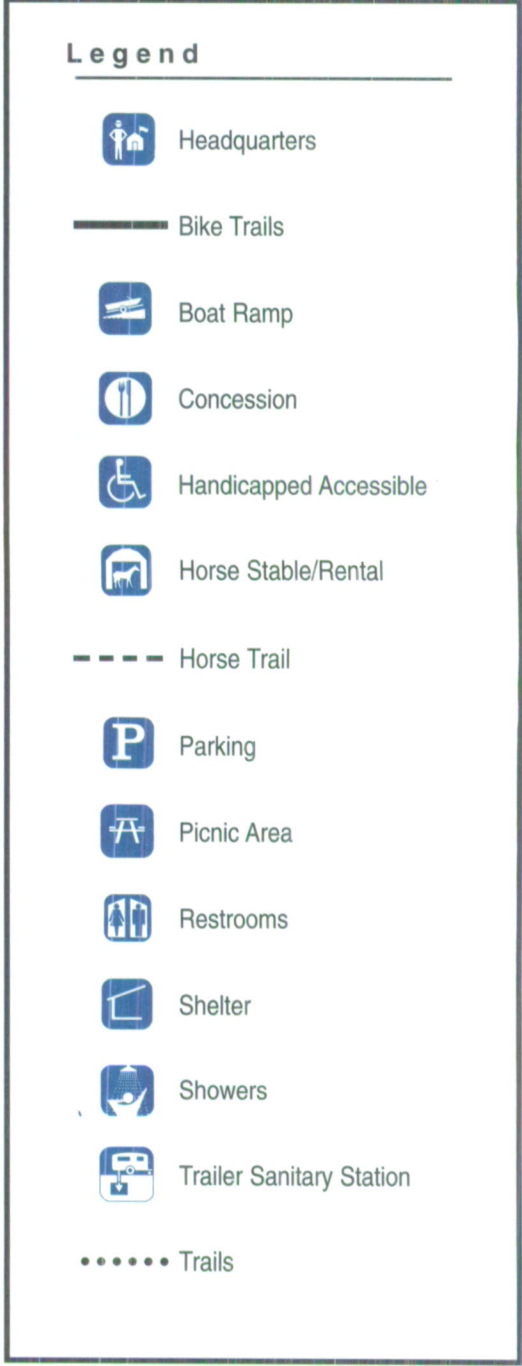 Legend
Headquarters
Bike Trails
Boat Ramp
Concession
Handicapped Accessible
Horse Stable/Rental
Horse Trail
P Parking
Picnic Area
Restrooms
Shelter
Showers
Trailer Sanitary Station
Trails